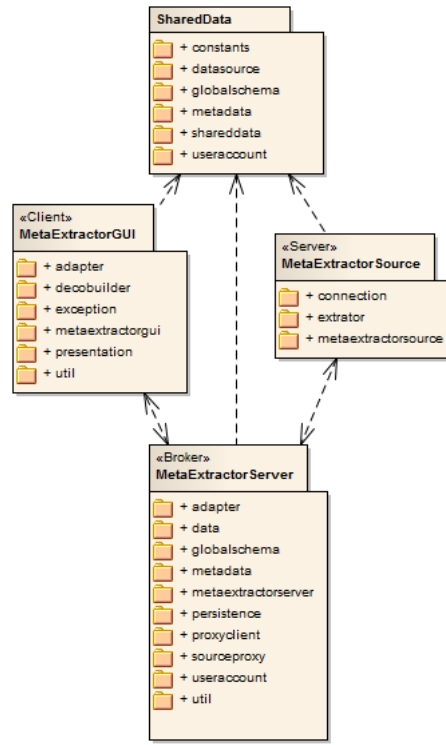 SharedData
+ constants
+ datasource
+ globalschema
+ metadata
+ shareddata
+ useraccount
«Client»
MetaExtractorGUI
+ adapter
+ decobuilder
+ exception
+ metaextractorgui
+ presentation
+ util
«Server»
MetaExtractorSource
+ connection
+ extrator
+ metaextractorsource
«Broker»
MetaExtractorServer
+ adapter
+ data
+ globalschema
+ metadata
+ metaextractorserver
+ persistence
+ proxyclient
+ sourceproxy
+ useraccount
+ util